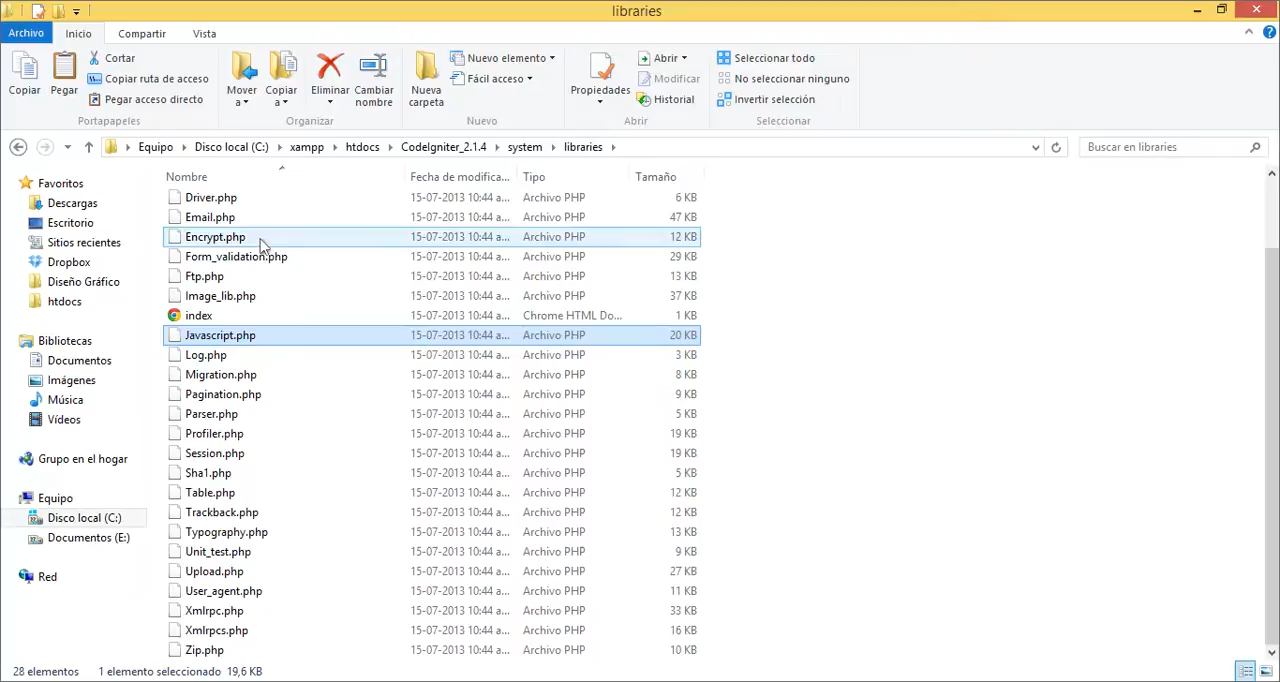 libraries
Archivo Inicio Compartir Vista
Copiar
Pegar
Cortar
Copiar ruta de acceso
Pegar acceso directo
Portapapeles
Mover a
Copiar a
Eliminar
Cambiar nombre
Organizar
Nueva carpeta
Nuevo elemento
Fácil acceso
Nuevo
Propiedades
Abrir
Modificar
Historial
Abrir
Seleccionar todo
No seleccionar ninguno
Invertir selección
Seleccionar
Equipo Disco local (C:) xampp htdocs CodeIgniter_2.1.4 system libraries
Buscar en libraries
Favoritos
Descargas
Escritorio
Sitios recientes
Dropbox
Diseño Gráfico
htdocs
Bibliotecas
Documentos
Imágenes
Música
Vídeos
Grupo en el hogar
Equipo
Disco local (C:)
Documentos (E:)
Red
Nombre Fecha de modifica... Tipo Tamaño
Driver.php 15-07-2013 10:44 a... Archivo PHP 6 KB
Email.php 15-07-2013 10:44 a... Archivo PHP 47 KB
Encrypt.php 15-07-2013 10:44 a... Archivo PHP 12 KB
Form_validation.php 15-07-2013 10:44 a... Archivo PHP 29 KB
Ftp.php 15-07-2013 10:44 a... Archivo PHP 13 KB
Image_lib.php 15-07-2013 10:44 a... Archivo PHP 37 KB
index 15-07-2013 10:44 a... Chrome HTML Do... 1 KB
Javascript.php 15-07-2013 10:44 a... Archivo PHP 20 KB
Log.php 15-07-2013 10:44 a... Archivo PHP 3 KB
Migration.php 15-07-2013 10:44 a... Archivo PHP 8 KB
Pagination.php 15-07-2013 10:44 a... Archivo PHP 9 KB
Parser.php 15-07-2013 10:44 a... Archivo PHP 5 KB
Profiler.php 15-07-2013 10:44 a... Archivo PHP 19 KB
Session.php 15-07-2013 10:44 a... Archivo PHP 19 KB
Sha1.php 15-07-2013 10:44 a... Archivo PHP 5 KB
Table.php 15-07-2013 10:44 a... Archivo PHP 12 KB
Trackback.php 15-07-2013 10:44 a... Archivo PHP 12 KB
Typography.php 15-07-2013 10:44 a... Archivo PHP 13 KB
Unit_test.php 15-07-2013 10:44 a... Archivo PHP 9 KB
Upload.php 15-07-2013 10:44 a... Archivo PHP 27 KB
User_agent.php 15-07-2013 10:44 a... Archivo PHP 11 KB
Xmlrpc.php 15-07-2013 10:44 a... Archivo PHP 33 KB
Xmlrpcs.php 15-07-2013 10:44 a... Archivo PHP 16 KB
Zip.php 15-07-2013 10:44 a... Archivo PHP 10 KB
28 elementos 1 elemento seleccionado 19,6 KB